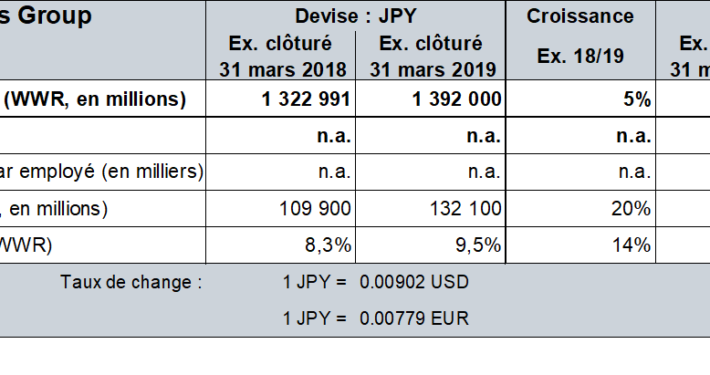 s Group Devise : JPY Croissance
Ex. clôturé Ex. clôturé Ex. 18/19 Ex.
31 mars 2018 31 mars 2019 31 m
(WWR, en millions) 1 322 991 1 392 000 5%
n.a. n.a. n.a.
ar employé (en milliers) n.a. n.a. n.a.
, en millions) 109 900 132 100 20%
WWR) 8,3% 9,5% 14%
Taux de change : 1 JPY = 0.00902 USD
1 JPY = 0.00779 EUR